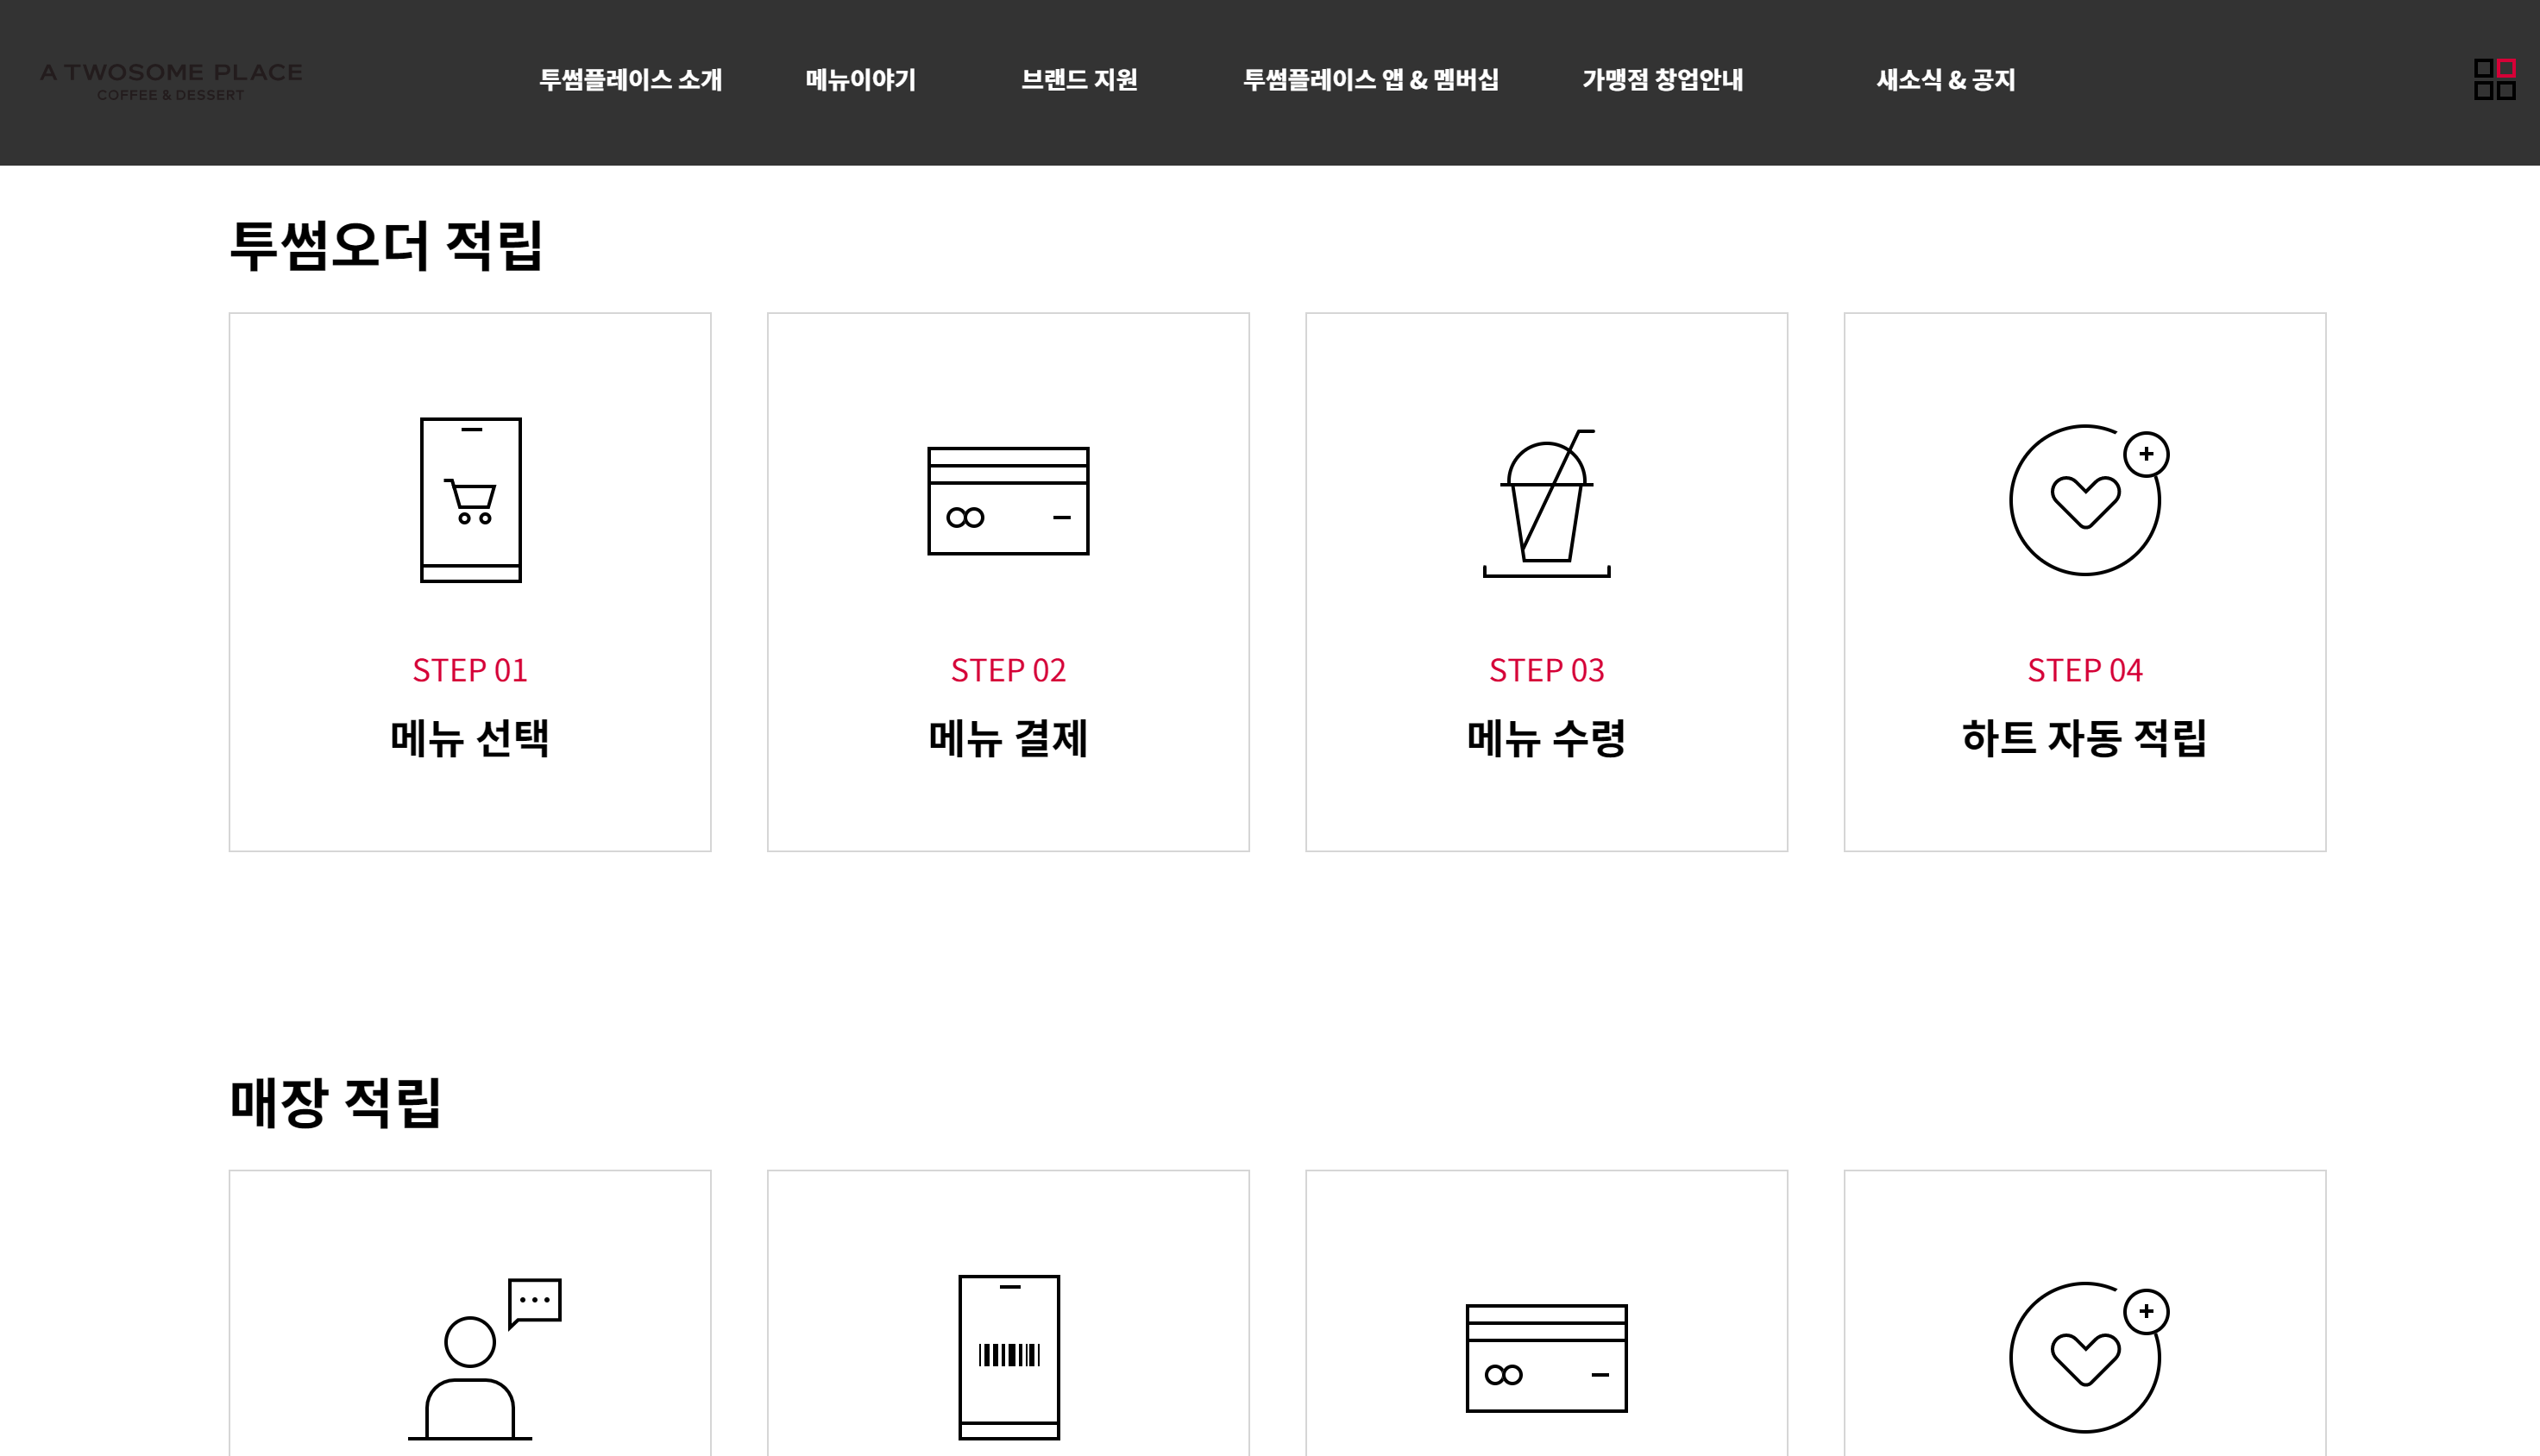 A TWOSOME PLACE
COFFEE & DESSERT
투썸플레이스 소개
메뉴이야기
브랜드 지원
투썸플레이스 앱 & 멤버십
가맹점 창업안내
새소식 & 공지
투썸오더 적립
STEP 01
메뉴 선택
STEP 02
메뉴 결제
STEP 03
메뉴 수령
STEP 04
하트 자동 적립
매장 적립